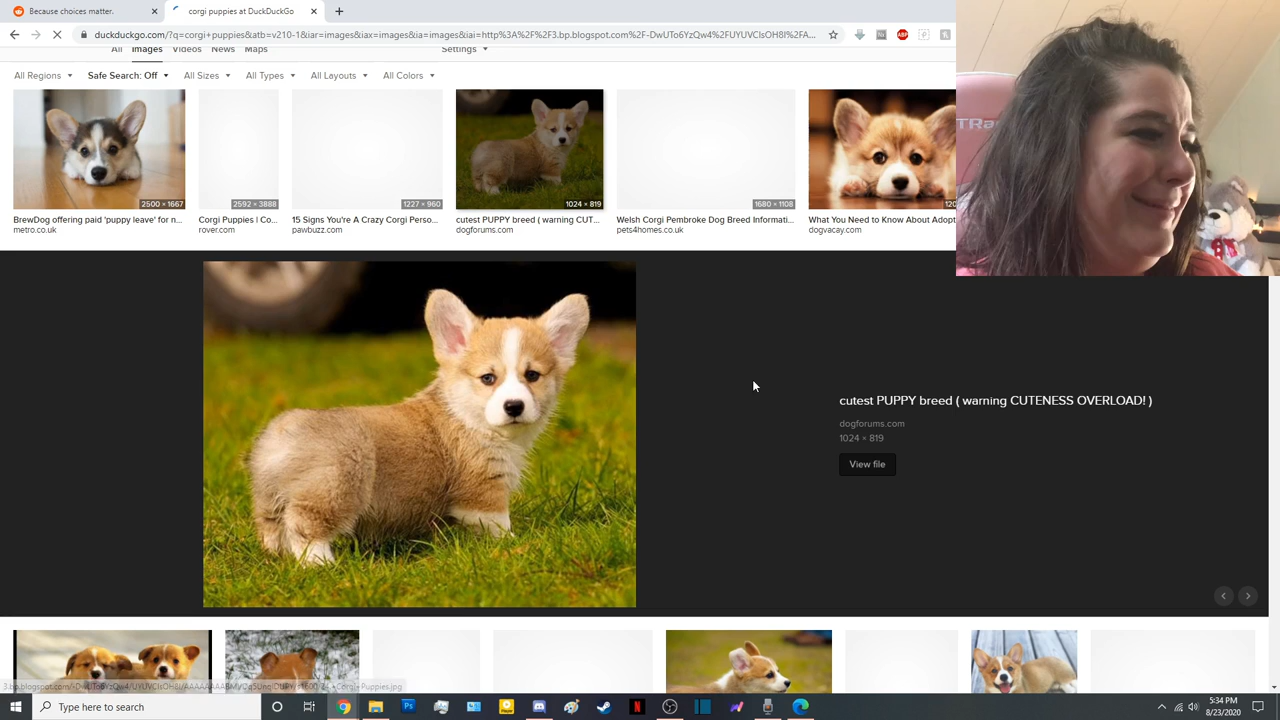 Because choices matter.
corgi puppies at DuckDuckGo
duckduckgo.com/?q=corgi+puppies&atb=v210-1&iar=images&iax=images&ia=images&iai=http%3A%2F%2F3.bp.blogspot.com%2F-DwUTo6YzQw4%2FUYUVCIsOH8I%2FA...
All Images Videos News Maps Settings
All Regions Safe Search: Off All Sizes All Types All Layouts All Colors
2500 × 1667 2592 × 3888 1227 × 960 1024 × 819 1680 × 1108
BrewDog offering paid 'puppy leave' for n... Corgi Puppies | Co... 15 Signs You're A Crazy Corgi Perso... cutest PUPPY breed ( warning CUT... Welsh Corgi Pembroke Dog Breed Informati... What You Need to Know About Adopt
metro.co.uk rover.com pawbuzz.com dogforums.com pets4homes.co.uk dogvacay.com
cutest PUPPY breed ( warning CUTENESS OVERLOAD! )
dogforums.com
1024 × 819
View file
Type here to search
5:34 PM
8/23/2020